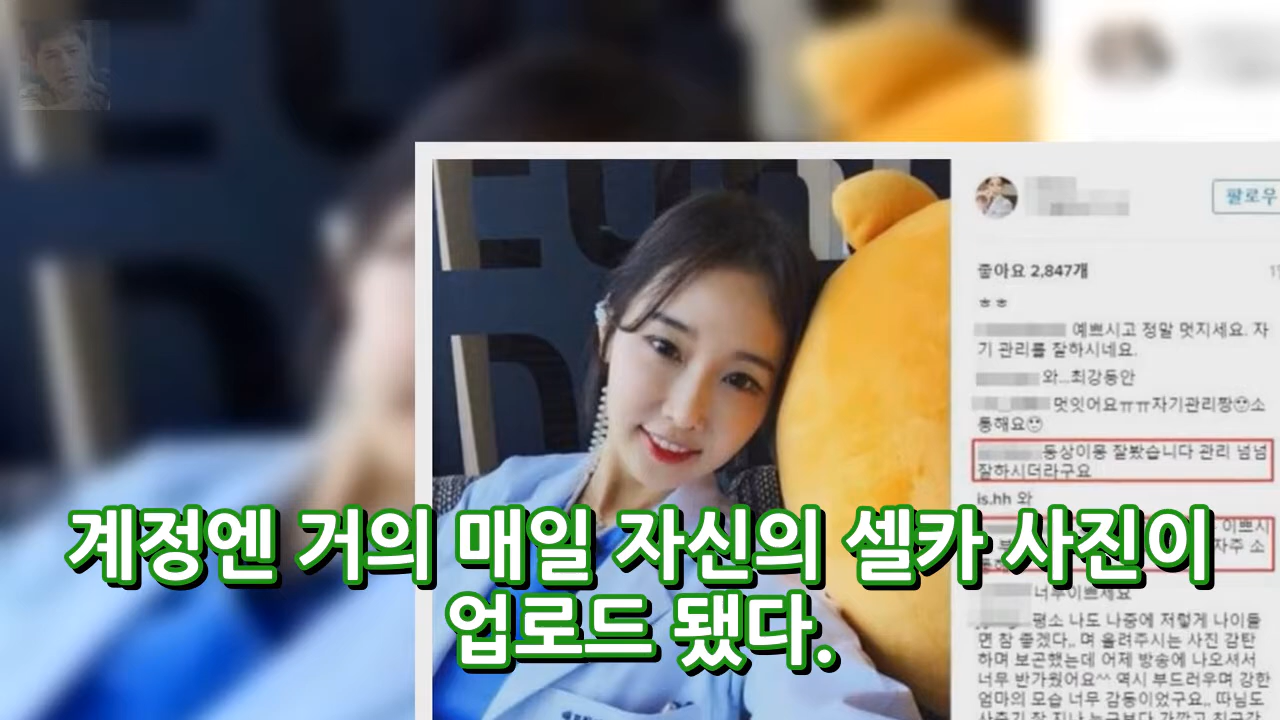 팔로우
좋아요 2,847개
ㅎㅎ
예쁘시고 정말 멋지세요. 자
기 관리를 잘하시네요.
와...최강동안
멋잇어요ㅠㅠ자기관리짱🙂소
통해요🙂
동상이몽 잘봤습니다 관리 넘넘
잘하시더라구요
is.hh 와
이쁘시
자주 소
너무이쁘세요
평소 나도 나중에 저렇게 나이들
면 참 좋겠다,, 며 올려주시는 사진 감탄
하며 보곤했는데 어제 방송에 나오셔서
너무 반가웠어요^^ 역시 부드러우며 강한
엄마의 모습 너무 감동이었구요,, 따님도
계정엔 거의 매일 자신의 셀카 사진이
업로드 됐다.